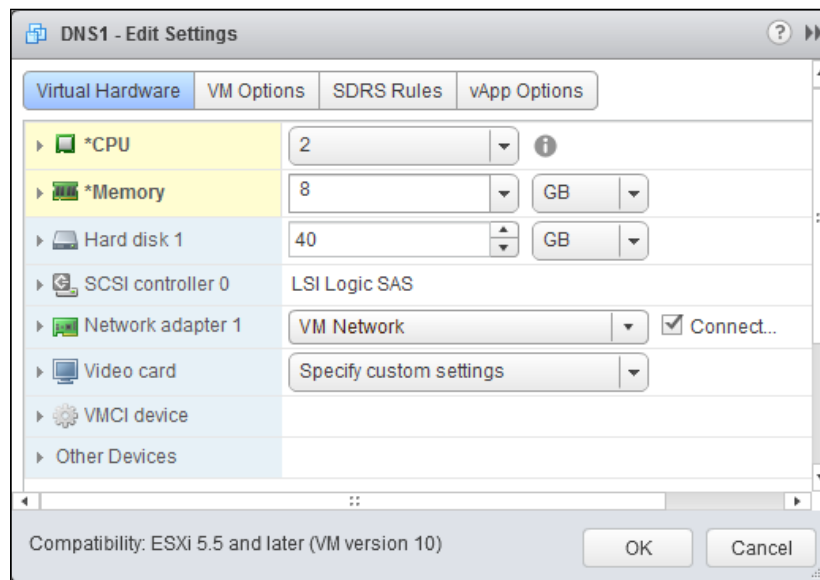 DNS1 - Edit Settings ?
Virtual Hardware VM Options SDRS Rules vApp Options
*CPU 2
*Memory 8 GB
Hard disk 1 40 GB
SCSI controller 0 LSI Logic SAS
Network adapter 1 VM Network Connect...
Video card Specify custom settings
VMCI device
Other Devices
Compatibility: ESXi 5.5 and later (VM version 10) OK Cancel